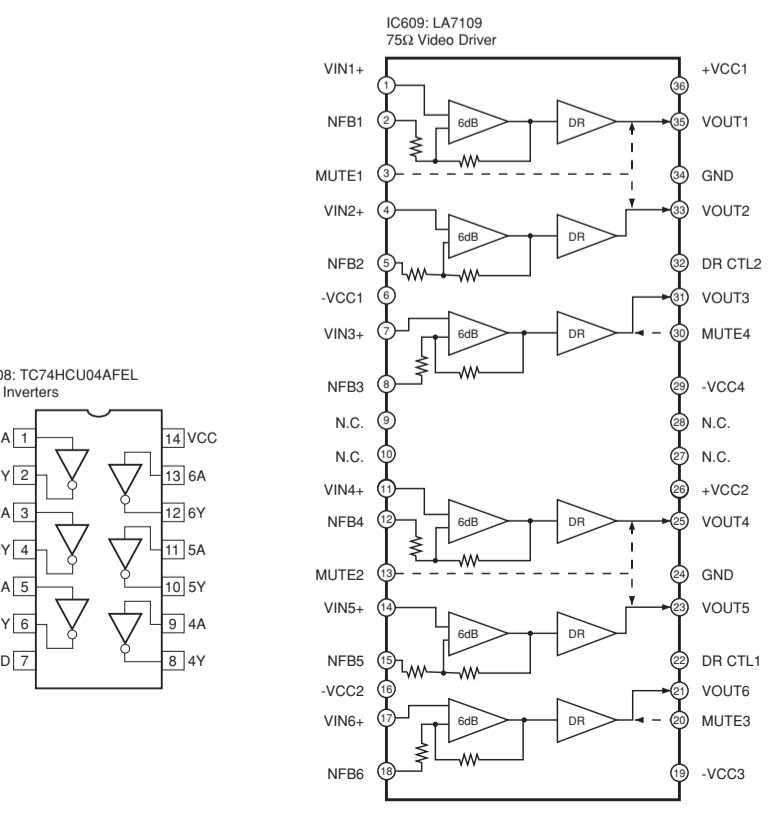 IC609: LA7109
75Ω Video Driver
VIN1+ 1 36 +VCC1
NFB1 2 6dB DR 35 VOUT1
MUTE1 3 34 GND
VIN2+ 4 33 VOUT2
6dB DR
NFB2 5 32 DR CTL2
-VCC1 6 31 VOUT3
VIN3+ 7 6dB DR 30 MUTE4
NFB3 8 29 -VCC4
N.C. 9 28 N.C.
N.C. 10 27 N.C.
VIN4+ 11 26 +VCC2
NFB4 12 6dB DR 25 VOUT4
MUTE2 13 24 GND
VIN5+ 14 23 VOUT5
6dB DR
NFB5 15 22 DR CTL1
-VCC2 16 21 VOUT6
VIN6+ 17 6dB DR 20 MUTE3
NFB6 18 19 -VCC3
08: TC74HCU04AFEL
Inverters
A 1 14 VCC
Y 2 13 6A
A 3 12 6Y
Y 4 11 5A
A 5 10 5Y
Y 6 9 4A
D 7 8 4Y